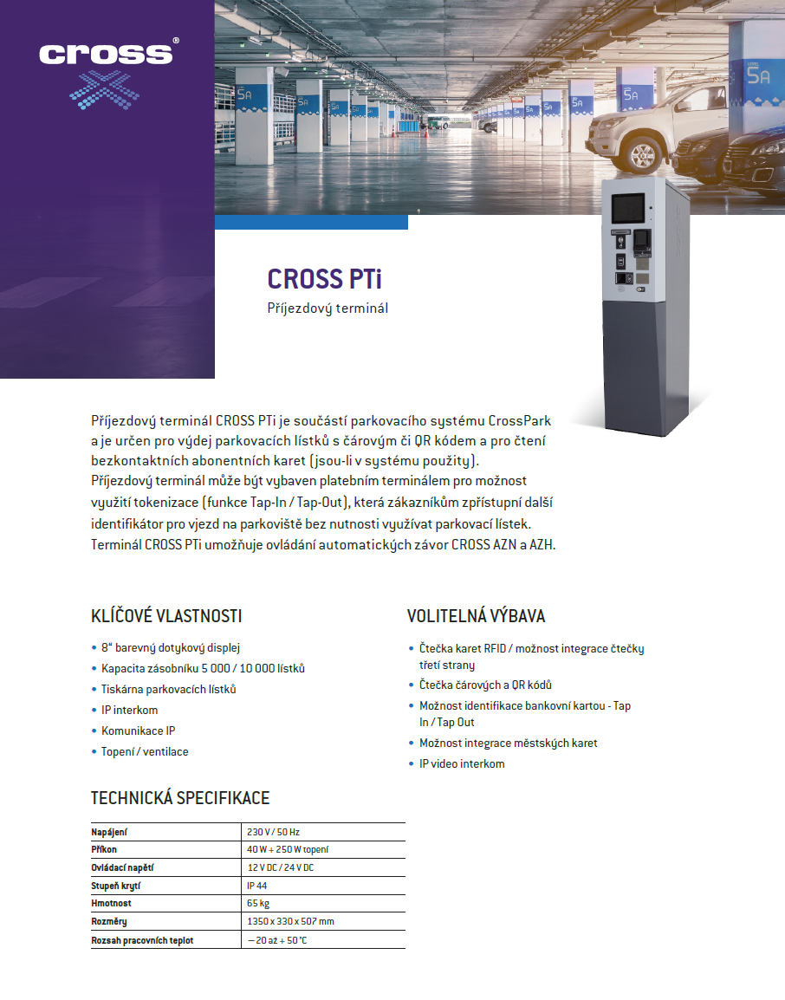 cross®
5A
5A
5A
5A
5A
5A
5A
5A
5A
CROSS PTi
Příjezdový terminál
Příjezdový terminál CROSS PTi je součástí parkovacího systému CrossPark
a je určen pro výdej parkovacích lístků s čárovým či QR kódem a pro čtení
bezkontaktních abonentních karet (jsou-li v systému použity).
Příjezdový terminál může být vybaven platebním terminálem pro možnost
využití tokenizace (funkce Tap-In / Tap-Out), která zákazníkům zpřístupní další
identifikátor pro vjezd na parkoviště bez nutnosti využívat parkovací lístek.
Terminál CROSS PTi umožňuje ovládání automatických závor CROSS AZN a AZH.
KLÍČOVÉ VLASTNOSTI
• 8“ barevný dotykový displej
• Kapacita zásobníku 5 000 / 10 000 lístků
• Tiskárna parkovacích lístků
• IP interkom
• Komunikace IP
• Topení / ventilace
VOLITELNÁ VÝBAVA
• Čtečka karet RFID / možnost integrace čtečky
třetí strany
• Čtečka čárových a QR kódů
• Možnost identifikace bankovní kartou - Tap
In / Tap Out
• Možnost integrace městských karet
• IP video interkom
TECHNICKÁ SPECIFIKACE
Napájení 230 V / 50 Hz
Příkon 40 W + 250 W topení
Ovládací napětí 12 V DC / 24 V DC
Stupeň krytí IP 44
Hmotnost 65 kg
Rozměry 1350 x 330 x 507 mm
Rozsah pracovních teplot −20 až + 50 °C